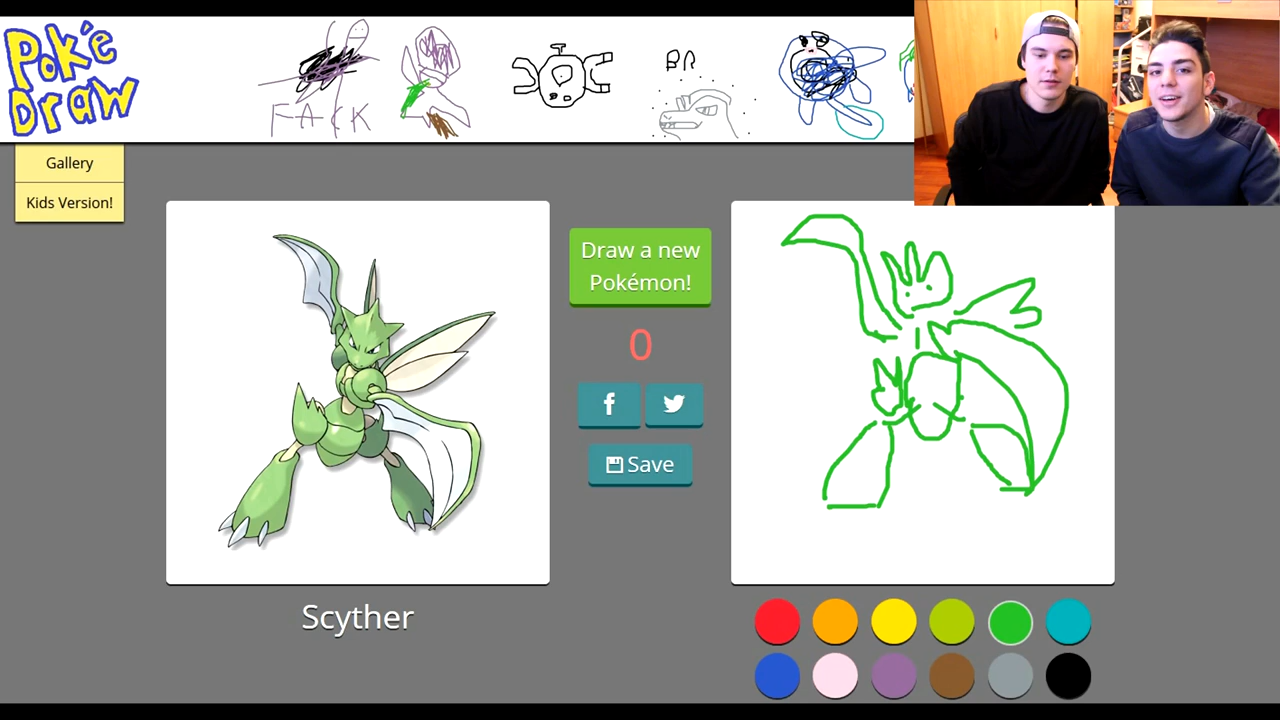 Poké
Draw
FACK
Gallery
Kids Version!
Draw a new
Pokémon!
0
f
Save
Scyther